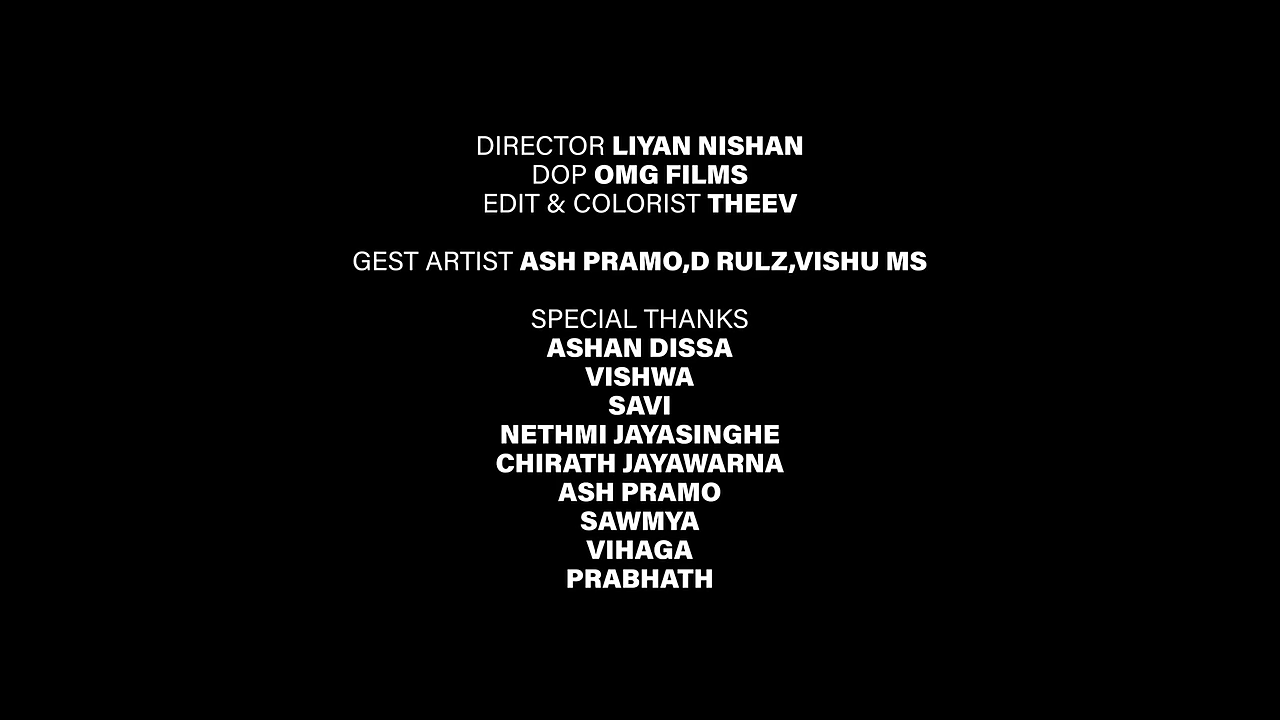 DIRECTOR LIYAN NISHAN
DOP OMG FILMS
EDIT & COLORIST THEEV
GEST ARTIST ASH PRAMO,D RULZ,VISHU MS
SPECIAL THANKS
ASHAN DISSA
VISHWA
SAVI
NETHMI JAYASINGHE
CHIRATH JAYAWARNA
ASH PRAMO
SAWMYA
VIHAGA
PRABHATH